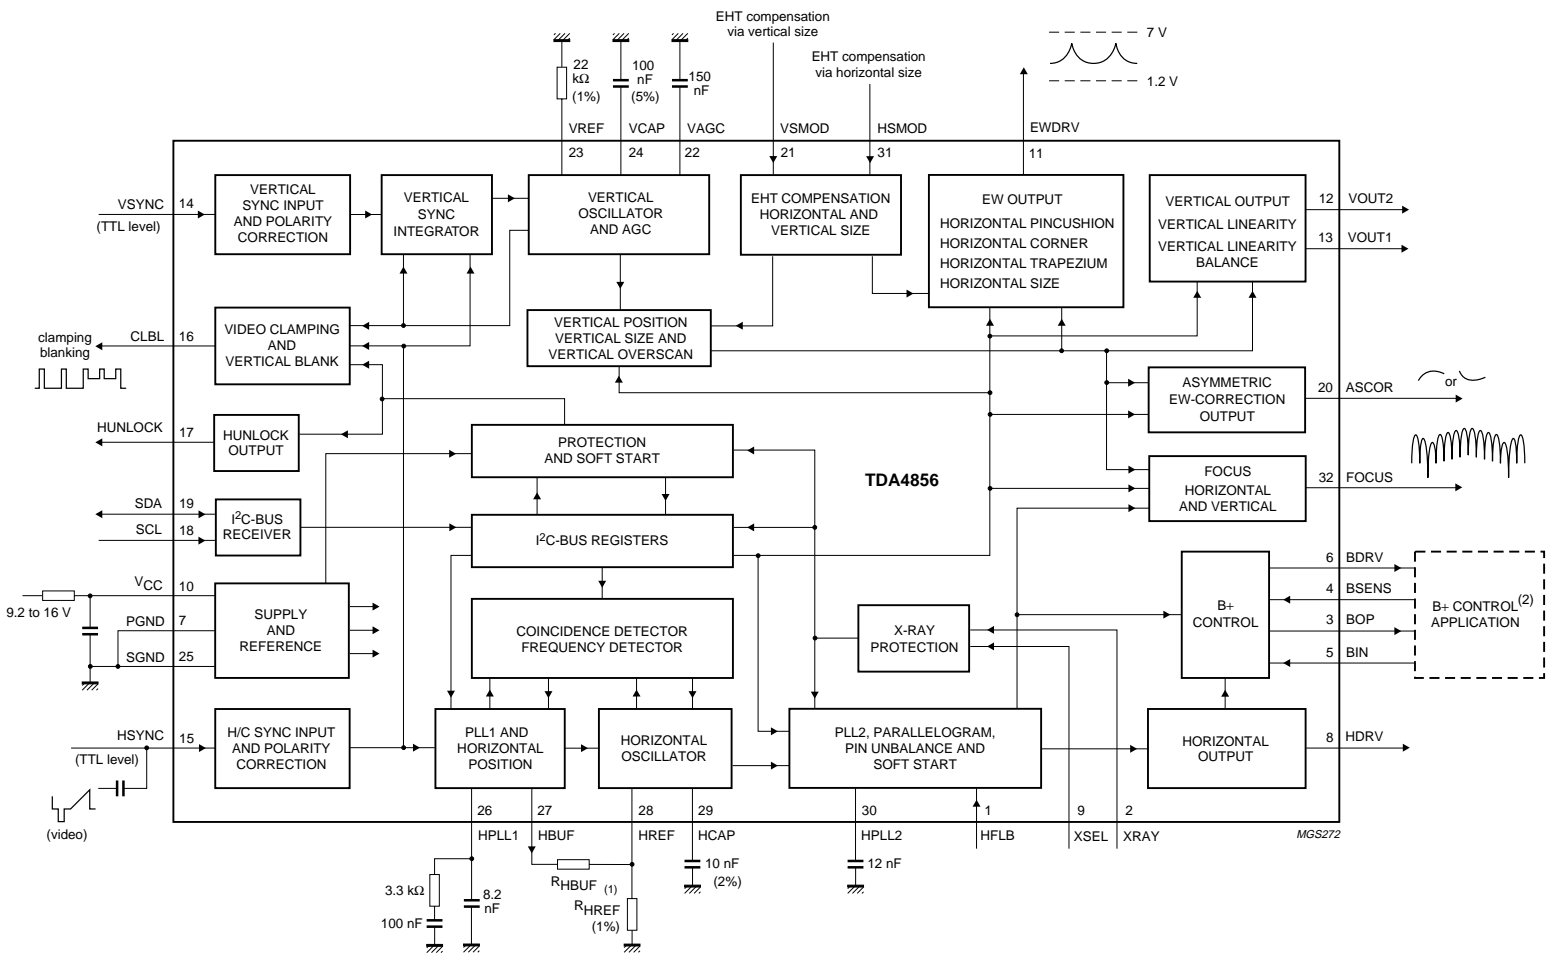 EHT compensation
via vertical size
EHT compensation
via horizontal size
7 V
1.2 V
22
kΩ
(1%)
100
nF
(5%)
150
nF
VREF
VCAP
VAGC
VSMOD
HSMOD
EWDRV
23
24
22
21
31
11
VSYNC
14
(TTL level)
VERTICAL
SYNC INPUT
AND POLARITY
CORRECTION
VERTICAL
SYNC
INTEGRATOR
VERTICAL
OSCILLATOR
AND AGC
EHT COMPENSATION
HORIZONTAL AND
VERTICAL SIZE
EW OUTPUT
HORIZONTAL PINCUSHION
HORIZONTAL CORNER
HORIZONTAL TRAPEZIUM
HORIZONTAL SIZE
VERTICAL OUTPUT
VERTICAL LINEARITY
VERTICAL LINEARITY
BALANCE
12 VOUT2
13 VOUT1
clamping
blanking
CLBL 16
VIDEO CLAMPING
AND
VERTICAL BLANK
VERTICAL POSITION
VERTICAL SIZE AND
VERTICAL OVERSCAN
ASYMMETRIC
EW-CORRECTION
OUTPUT
20 ASCOR
or
HUNLOCK 17
HUNLOCK
OUTPUT
PROTECTION
AND SOFT START
TDA4856
FOCUS
HORIZONTAL
AND VERTICAL
32 FOCUS
SDA 19
SCL 18
I2C-BUS
RECEIVER
I2C-BUS REGISTERS
VCC 10
9.2 to 16 V
PGND 7
SGND 25
SUPPLY
AND
REFERENCE
COINCIDENCE DETECTOR
FREQUENCY DETECTOR
X-RAY
PROTECTION
B+
CONTROL
6 BDRV
4 BSENS
3 BOP
5 BIN
B+ CONTROL(2)
APPLICATION
HSYNC 15
(TTL level)
(video)
H/C SYNC INPUT
AND POLARITY
CORRECTION
PLL1 AND
HORIZONTAL
POSITION
HORIZONTAL
OSCILLATOR
PLL2, PARALLELOGRAM,
PIN UNBALANCE AND
SOFT START
HORIZONTAL
OUTPUT
8 HDRV
26
27
28
29
30
1
9
2
HPLL1
HBUF
HREF
HCAP
HPLL2
HFLB
XSEL
XRAY
MGS272
3.3 kΩ
100 nF
8.2
nF
RHBUF (1)
RHREF
(1%)
10 nF
(2%)
12 nF